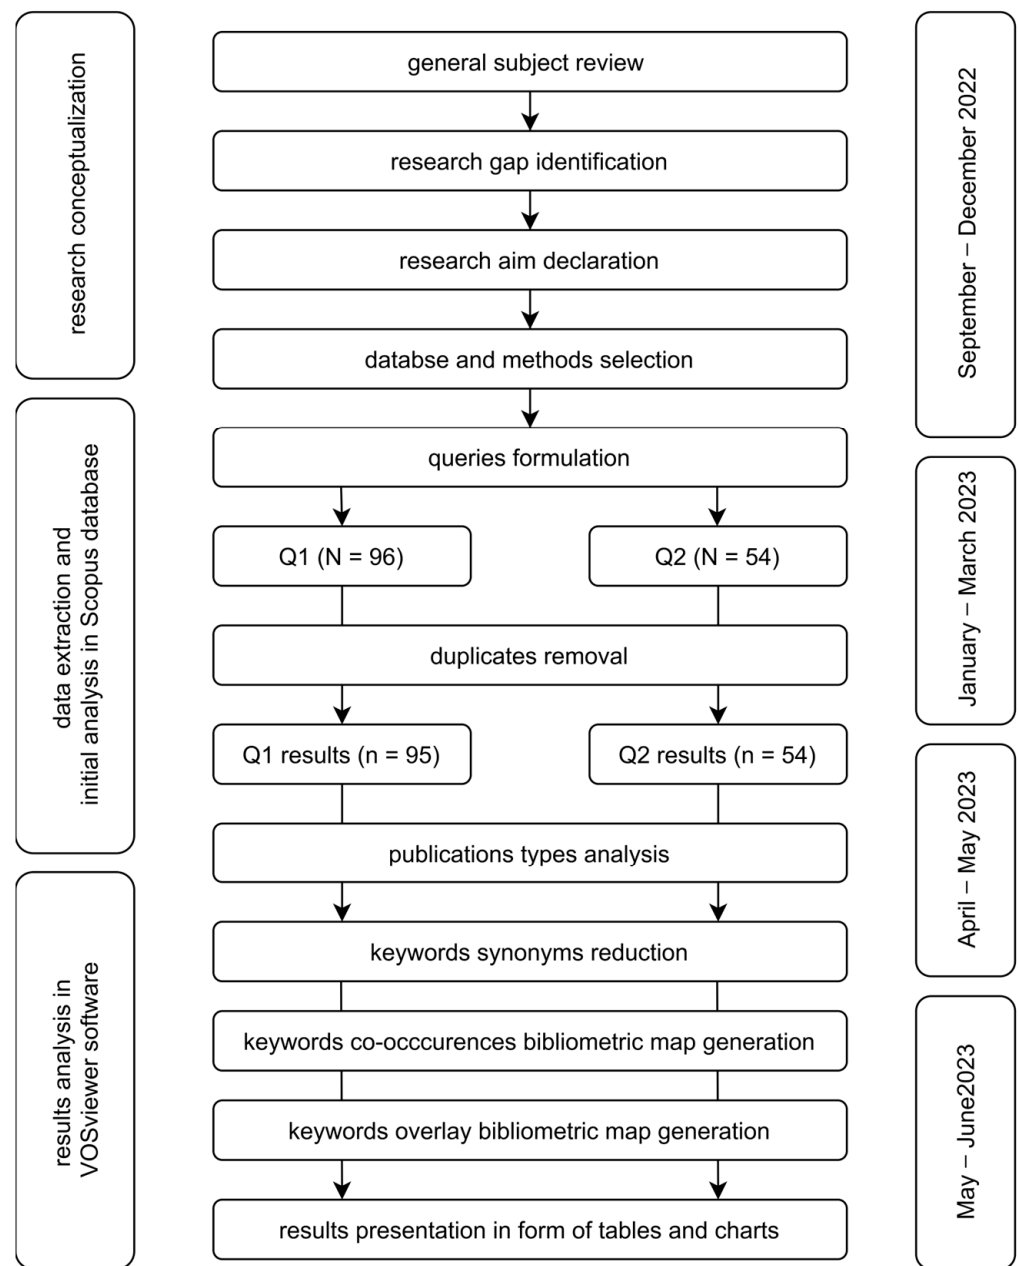 research conceptualization
data extraction and
initial analysis in Scopus database
results analysis in
VOSviewer software
general subject review
research gap identification
research aim declaration
databse and methods selection
queries formulation
Q1 (N = 96)
Q2 (N = 54)
duplicates removal
Q1 results (n = 95)
Q2 results (n = 54)
publications types analysis
keywords synonyms reduction
keywords co-occcurences bibliometric map generation
keywords overlay bibliometric map generation
results presentation in form of tables and charts
September – December 2022
January – March 2023
April – May 2023
May – June2023